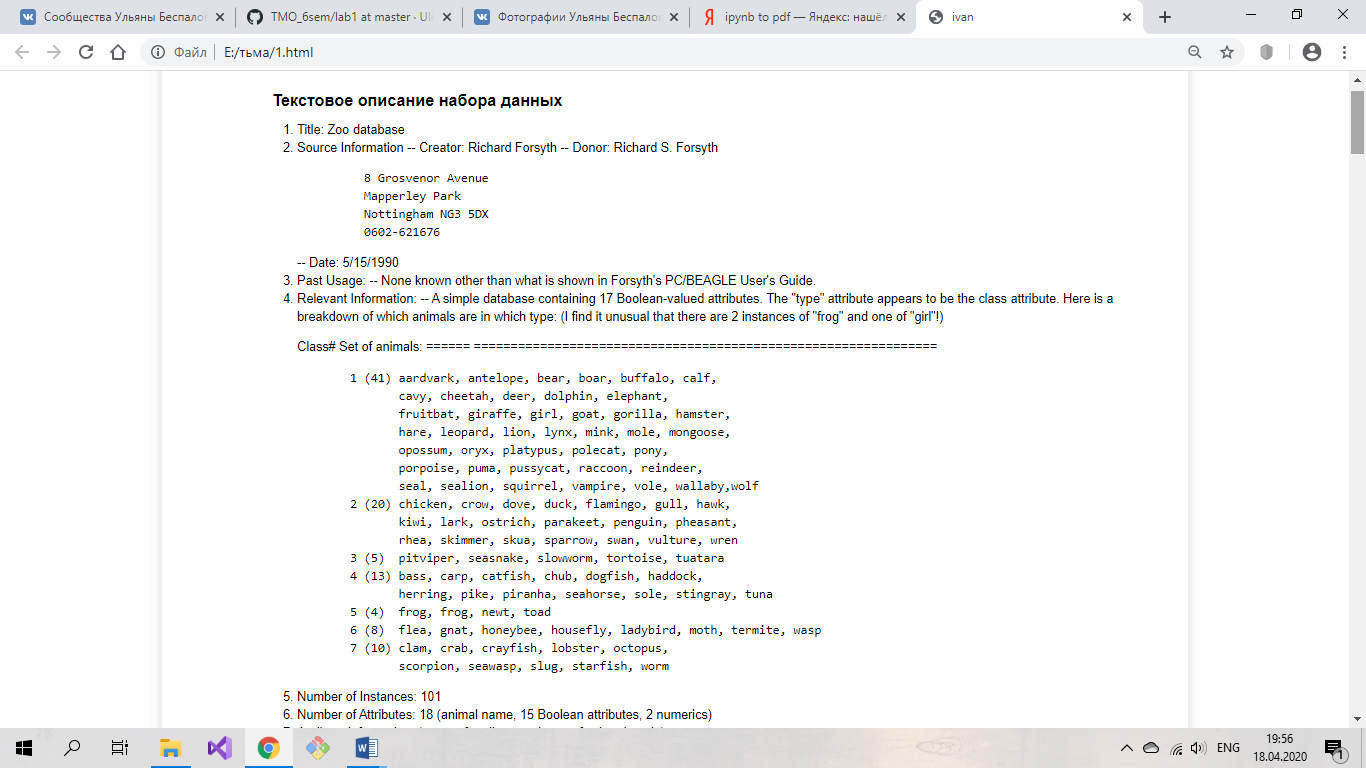 Сообщества Ульяны Беспалов
TMO_6sem/lab1 at master · Uli
Фотографии Ульяны Беспалов
ipynb to pdf — Яндекс: нашёл
ivan
Файл | E:/тьма/1.html
Текстовое описание набора данных
1. Title: Zoo database
2. Source Information -- Creator: Richard Forsyth -- Donor: Richard S. Forsyth
8 Grosvenor Avenue
Mapperley Park
Nottingham NG3 5DX
0602-621676
-- Date: 5/15/1990
3. Past Usage: -- None known other than what is shown in Forsyth's PC/BEAGLE User's Guide.
4. Relevant Information: -- A simple database containing 17 Boolean-valued attributes. The "type" attribute appears to be the class attribute. Here is a
breakdown of which animals are in which type: (I find it unusual that there are 2 instances of "frog" and one of "girl"!)
Class# Set of animals: ====== ===============================================================
1 (41) aardvark, antelope, bear, boar, buffalo, calf,
cavy, cheetah, deer, dolphin, elephant,
fruitbat, giraffe, girl, goat, gorilla, hamster,
hare, leopard, lion, lynx, mink, mole, mongoose,
opossum, oryx, platypus, polecat, pony,
porpoise, puma, pussycat, raccoon, reindeer,
seal, sealion, squirrel, vampire, vole, wallaby,wolf
2 (20) chicken, crow, dove, duck, flamingo, gull, hawk,
kiwi, lark, ostrich, parakeet, penguin, pheasant,
rhea, skimmer, skua, sparrow, swan, vulture, wren
3 (5) pitviper, seasnake, slowworm, tortoise, tuatara
4 (13) bass, carp, catfish, chub, dogfish, haddock,
herring, pike, piranha, seahorse, sole, stingray, tuna
5 (4) frog, frog, newt, toad
6 (8) flea, gnat, honeybee, housefly, ladybird, moth, termite, wasp
7 (10) clam, crab, crayfish, lobster, octopus,
scorpion, seawasp, slug, starfish, worm
5. Number of Instances: 101
6. Number of Attributes: 18 (animal name, 15 Boolean attributes, 2 numerics)
ENG
19:56
18.04.2020
1